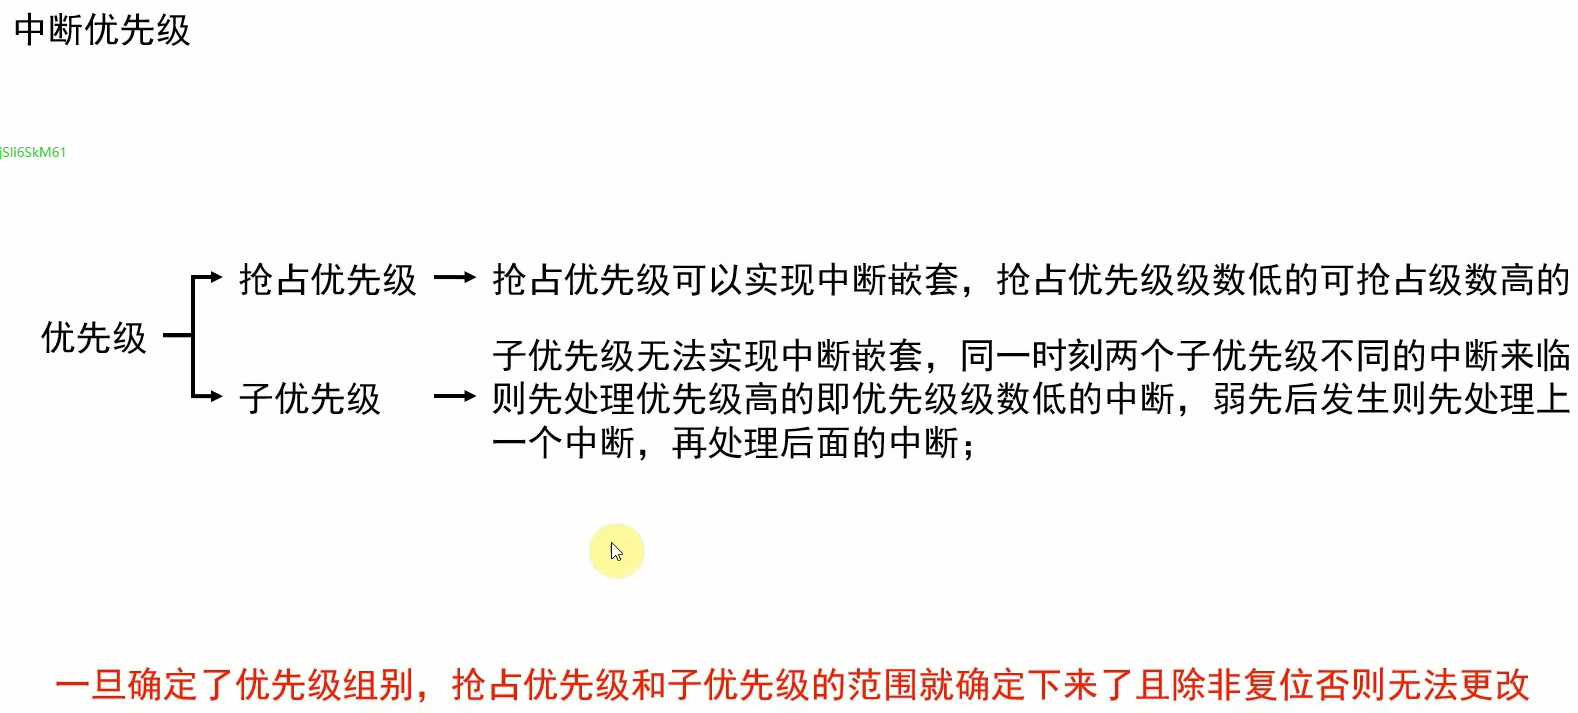 中断优先级
jSli6SkM61
抢占优先级
抢占优先级可以实现中断嵌套，抢占优先级级数低的可抢占级数高的
优先级
子优先级
子优先级无法实现中断嵌套，同一时刻两个子优先级不同的中断来临
则先处理优先级高的即优先级级数低的中断，弱先后发生则先处理上
一个中断，再处理后面的中断；
一旦确定了优先级组别，抢占优先级和子优先级的范围就确定下来了且除非复位否则无法更改